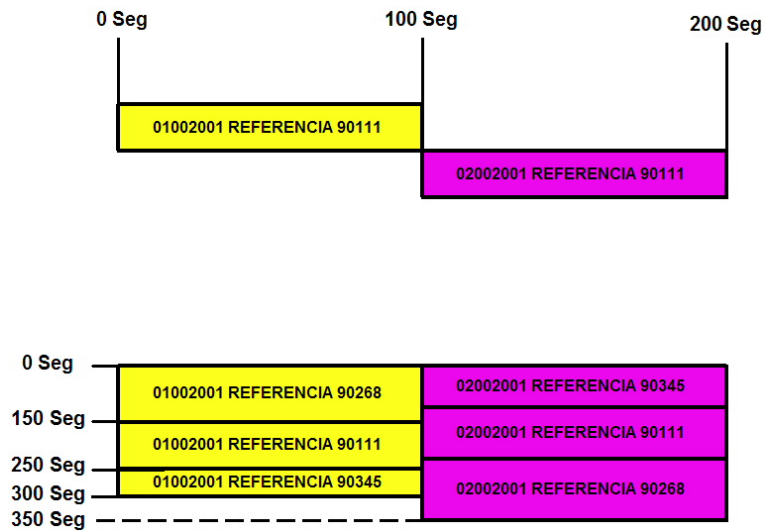 0 Seg
100 Seg
200 Seg
01002001 REFERENCIA 90111
02002001 REFERENCIA 90111
0 Seg
01002001 REFERENCIA 90268
02002001 REFERENCIA 90345
150 Seg
01002001 REFERENCIA 90111
02002001 REFERENCIA 90111
250 Seg
01002001 REFERENCIA 90345
02002001 REFERENCIA 90268
300 Seg
350 Seg